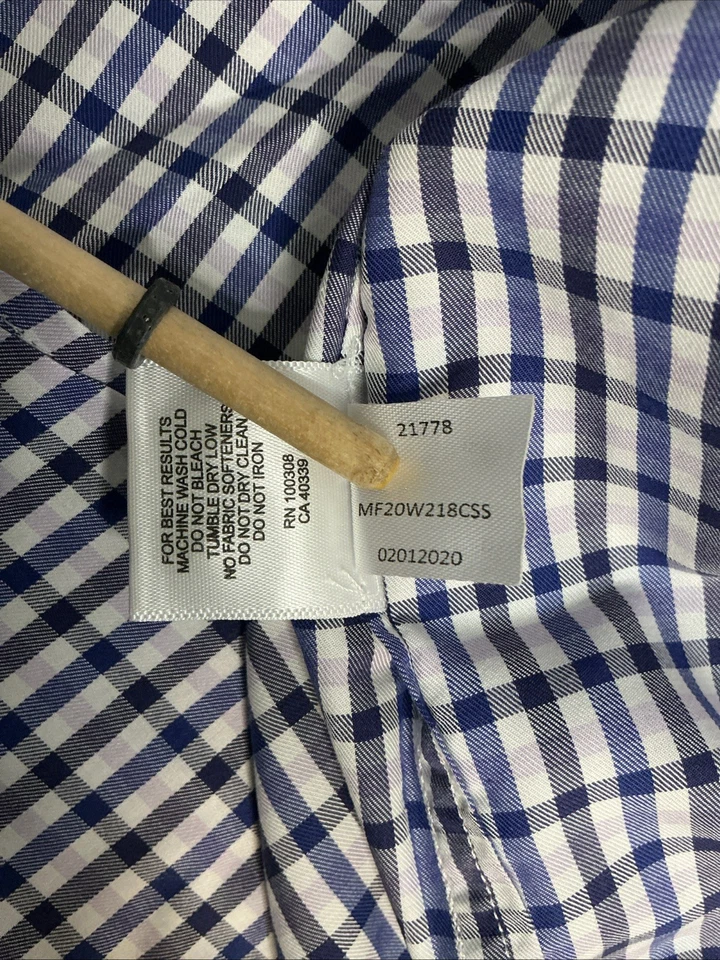 FOR BEST RESULTS
MACHINE WASH COLD
DO NOT BLEACH
TUMBLE DRY LOW
NO FABRIC SOFTENERS
DO NOT DRY CLEAN
DO NOT IRON
RN 100308
CA 40339
21778
MF20W218CSS
02012020